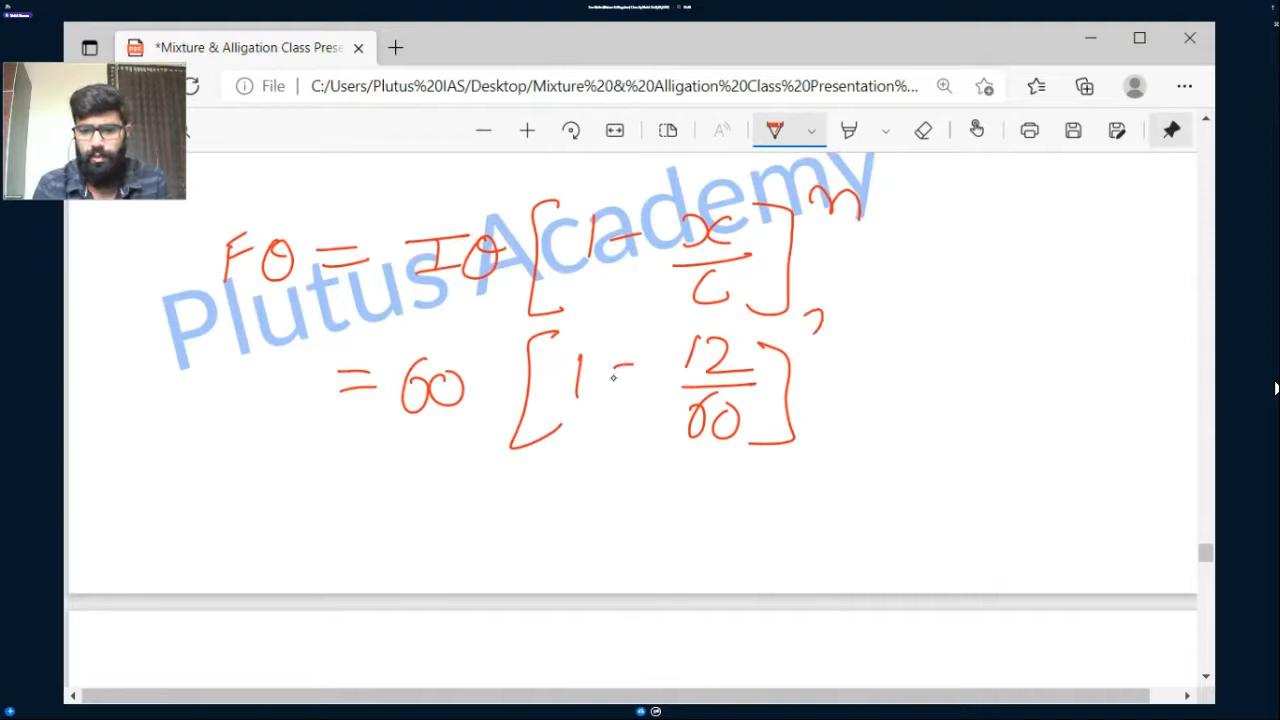 *Mixture & Alligation Class Prese
File
C:/Users/Plutus%20IAS/Desktop/Mixture%20&%20Alligation%20Class%20Presentation%...
Plutus Academy
FQ = IQ [1 - x/C]^n
= 60 [1 - 12/60]